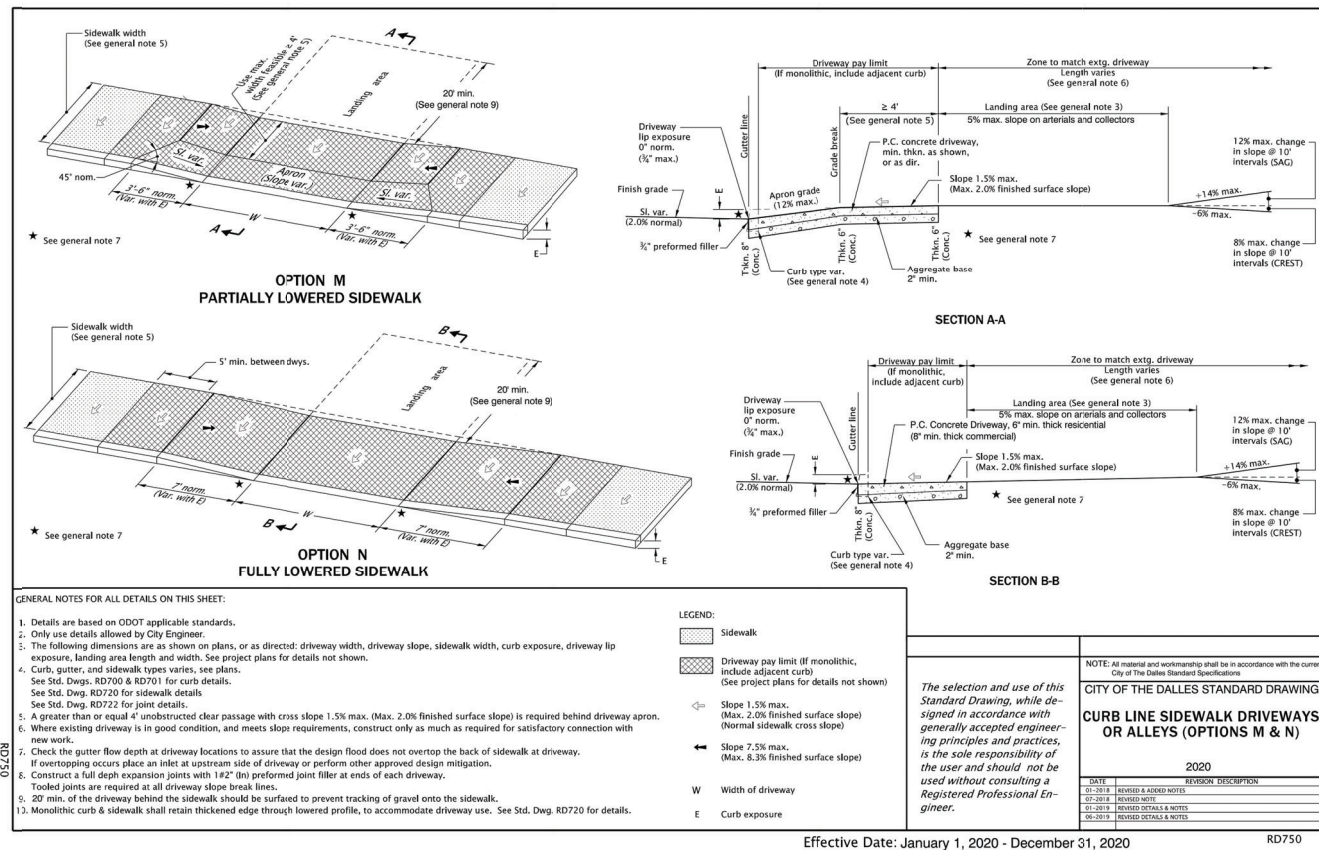 Sidewalk width
(See general note 5)
Use max.
width feasible ≥ 4'
(See general note 5)
A
Landing area
20' min.
(See general note 9)
Sl. var.
Apron
(Slope var.)
Sl. var.
45° nom.
3'-6" norm.
(Var. with E)
W
A
3'-6" norm.
(Var. with E)
E
★ See general note 7
OPTION M
PARTIALLY LOWERED SIDEWALK
Driveway pay limit
(If monolithic, include adjacent curb)
Zone to match extg. driveway
Length varies
(See general note 6)
≥ 4'
(See general note 5)
Landing area (See general note 3)
5% max. slope on arterials and collectors
Driveway
lip exposure
0" norm.
(¾" max.)
Gutter line
Grade break
P.C. concrete driveway,
min. thkn. as shown,
or as dir.
12% max. change
in slope @ 10'
intervals (SAG)
Slope 1.5% max.
(Max. 2.0% finished surface slope)
Finish grade
E
Apron grade
(12% max.)
+14% max.
-6% max.
Sl. var.
(2.0% normal)
★ See general note 7
¾" preformed filler
Thkn. 8"
(Conc.)
Thkn. 6"
(Conc.)
Thkn. 6"
(Conc.)
Curb type var.
(See general note 4)
Aggregate base
2" min.
8% max. change
in slope @ 10'
intervals (CREST)
SECTION A-A
Sidewalk width
(See general note 5)
5' min. between dwys.
B
Landing area
20' min.
(See general note 9)
7' norm.
(Var. with E)
W
B
7' norm.
(Var. with E)
E
★ See general note 7
OPTION N
FULLY LOWERED SIDEWALK
Driveway pay limit
(If monolithic,
include adjacent curb)
Zone to match extg. driveway
Length varies
(See general note 6)
Landing area (See general note 3)
5% max. slope on arterials and collectors
Driveway
lip exposure
0" norm.
(¾" max.)
Gutter line
P.C. Concrete Driveway, 6" min. thick residential
(8" min. thick commercial)
12% max. change
in slope @ 10'
intervals (SAG)
Finish grade
E
Slope 1.5% max.
(Max. 2.0% finished surface slope)
+14% max.
-6% max.
Sl. var.
(2.0% normal)
★ See general note 7
¾" preformed filler
Thkn. 8"
(Conc.)
Aggregate base
2" min.
Curb type var.
(See general note 4)
8% max. change
in slope @ 10'
intervals (CREST)
SECTION B-B
GENERAL NOTES FOR ALL DETAILS ON THIS SHEET:
1. Details are based on ODOT applicable standards.
2. Only use details allowed by City Engineer.
3. The following dimensions are as shown on plans, or as directed: driveway width, driveway slope, sidewalk width, curb exposure, driveway lip
exposure, landing area length and width. See project plans for details not shown.
4. Curb, gutter, and sidewalk types varies, see plans.
See Std. Dwgs. RD700 & RD701 for curb details.
See Std. Dwg. RD720 for sidewalk details
See Std. Dwg. RD722 for joint details.
5. A greater than or equal 4' unobstructed clear passage with cross slope 1.5% max. (Max. 2.0% finished surface slope) is required behind driveway apron.
6. Where existing driveway is in good condition, and meets slope requirements, construct only as much as required for satisfactory connection with
new work.
7. Check the gutter flow depth at driveway locations to assure that the design flood does not overtop the back of sidewalk at driveway.
If overtopping occurs place an inlet at upstream side of driveway or perform other approved design mitigation.
8. Construct a full deph expansion joints with 1#2" (In) preformed joint filler at ends of each driveway.
Tooled joints are required at all driveway slope break lines.
9. 20' min. of the driveway behind the sidewalk should be surfaced to prevent tracking of gravel onto the sidewalk.
10. Monolithic curb & sidewalk shall retain thickened edge through lowered profile, to accommodate driveway use. See Std. Dwg. RD720 for details.
RD750
LEGEND:
Sidewalk
Driveway pay limit (If monolithic,
include adjacent curb)
(See project plans for details not shown)
Slope 1.5% max.
(Max. 2.0% finished surface slope)
(Normal sidewalk cross slope)
Slope 7.5% max.
(Max. 8.3% finished surface slope)
W Width of driveway
E Curb exposure
The selection and use of this
Standard Drawing, while de-
signed in accordance with
generally accepted engineer-
ing principles and practices,
is the sole responsibility of
the user and should not be
used without consulting a
Registered Professional En-
gineer.
NOTE: All material and workmanship shall be in accordance with the curren
City of The Dalles Standard Specifications
CITY OF THE DALLES STANDARD DRAWING
CURB LINE SIDEWALK DRIVEWAYS
OR ALLEYS (OPTIONS M & N)
2020
DATE REVISION DESCRIPTION
01-2018 REVISED & ADDED NOTES
07-2018 REVISED NOTE
01-2019 REVISED DETAILS & NOTES
06-2019 REVISED DETAILS & NOTES
Effective Date: January 1, 2020 - December 31, 2020
RD750